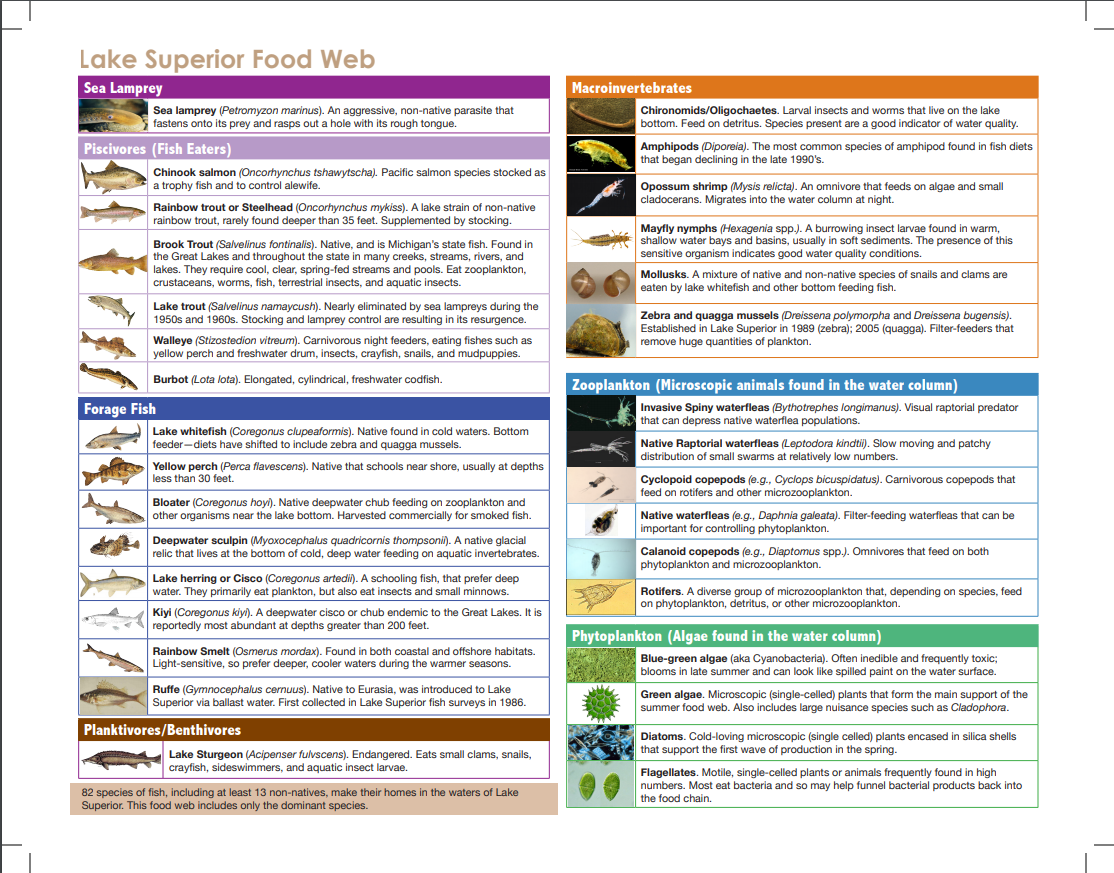 Lake Superior Food Web
Sea Lamprey
Sea lamprey (Petromyzon marinus). An aggressive, non-native parasite that
fastens onto its prey and rasps out a hole with its rough tongue.
Piscivores (Fish Eaters)
Chinook salmon (Oncorhynchus tshawytscha). Pacific salmon species stocked as
a trophy fish and to control alewife.
Rainbow trout or Steelhead (Oncorhynchus mykiss). A lake strain of non-native
rainbow trout, rarely found deeper than 35 feet. Supplemented by stocking.
Brook Trout (Salvelinus fontinalis). Native, and is Michigan's state fish. Found in
the Great Lakes and throughout the state in many creeks, streams, rivers, and
lakes. They require cool, clear, spring-fed streams and pools. Eat zooplankton,
crustaceans, worms, fish, terrestrial insects, and aquatic insects.
Lake trout (Salvelinus namaycush). Nearly eliminated by sea lampreys during the
1950s and 1960s. Stocking and lamprey control are resulting in its resurgence.
Walleye (Stizostedion vitreum). Carnivorous night feeders, eating fishes such as
yellow perch and freshwater drum, insects, crayfish, snails, and mudpuppies.
Burbot (Lota lota). Elongated, cylindrical, freshwater codfish.
Forage Fish
Lake whitefish (Coregonus clupeaformis). Native found in cold waters. Bottom
feeder—diets have shifted to include zebra and quagga mussels.
Yellow perch (Perca flavescens). Native that schools near shore, usually at depths
less than 30 feet.
Bloater (Coregonus hoyi). Native deepwater chub feeding on zooplankton and
other organisms near the lake bottom. Harvested commercially for smoked fish.
Deepwater sculpin (Myoxocephalus quadricornis thompsonii). A native glacial
relic that lives at the bottom of cold, deep water feeding on aquatic invertebrates.
Lake herring or Cisco (Coregonus artedii). A schooling fish, that prefer deep
water. They primarily eat plankton, but also eat insects and small minnows.
Kiyi (Coregonus kiyi). A deepwater cisco or chub endemic to the Great Lakes. It is
reportedly most abundant at depths greater than 200 feet.
Rainbow Smelt (Osmerus mordax). Found in both coastal and offshore habitats.
Light-sensitive, so prefer deeper, cooler waters during the warmer seasons.
Ruffe (Gymnocephalus cernuus). Native to Eurasia, was introduced to Lake
Superior via ballast water. First collected in Lake Superior fish surveys in 1986.
Planktivores/Benthivores
Lake Sturgeon (Acipenser fulvscens). Endangered. Eats small clams, snails,
crayfish, sideswimmers, and aquatic insect larvae.
82 species of fish, including at least 13 non-natives, make their homes in the waters of Lake
Superior. This food web includes only the dominant species.
Macroinvertebrates
Chironomids/Oligochaetes. Larval insects and worms that live on the lake
bottom. Feed on detritus. Species present are a good indicator of water quality.
Amphipods (Diporeia). The most common species of amphipod found in fish diets
that began declining in the late 1990's.
Opossum shrimp (Mysis relicta). An omnivore that feeds on algae and small
cladocerans. Migrates into the water column at night.
Mayfly nymphs (Hexagenia spp.). A burrowing insect larvae found in warm,
shallow water bays and basins, usually in soft sediments. The presence of this
sensitive organism indicates good water quality conditions.
Mollusks. A mixture of native and non-native species of snails and clams are
eaten by lake whitefish and other bottom feeding fish.
Zebra and quagga mussels (Dreissena polymorpha and Dreissena bugensis).
Established in Lake Superior in 1989 (zebra); 2005 (quagga). Filter-feeders that
remove huge quantities of plankton.
Zooplankton (Microscopic animals found in the water column)
Invasive Spiny waterfleas (Bythotrephes longimanus). Visual raptorial predator
that can depress native waterflea populations.
Native Raptorial waterfleas (Leptodora kindtii). Slow moving and patchy
distribution of small swarms at relatively low numbers.
Cyclopoid copepods (e.g., Cyclops bicuspidatus). Carnivorous copepods that
feed on rotifers and other microzooplankton.
Native waterfleas (e.g., Daphnia galeata). Filter-feeding waterfleas that can be
important for controlling phytoplankton.
Calanoid copepods (e.g., Diaptomus spp.). Omnivores that feed on both
phytoplankton and microzooplankton.
Rotifers. A diverse group of microzooplankton that, depending on species, feed
on phytoplankton, detritus, or other microzooplankton.
Phytoplankton (Algae found in the water column)
Blue-green algae (aka Cyanobacteria). Often inedible and frequently toxic;
blooms in late summer and can look like spilled paint on the water surface.
Green algae. Microscopic (single-celled) plants that form the main support of the
summer food web. Also includes large nuisance species such as Cladophora.
Diatoms. Cold-loving microscopic (single celled) plants encased in silica shells
that support the first wave of production in the spring.
Flagellates. Motile, single-celled plants or animals frequently found in high
numbers. Most eat bacteria and so may help funnel bacterial products back into
the food chain.